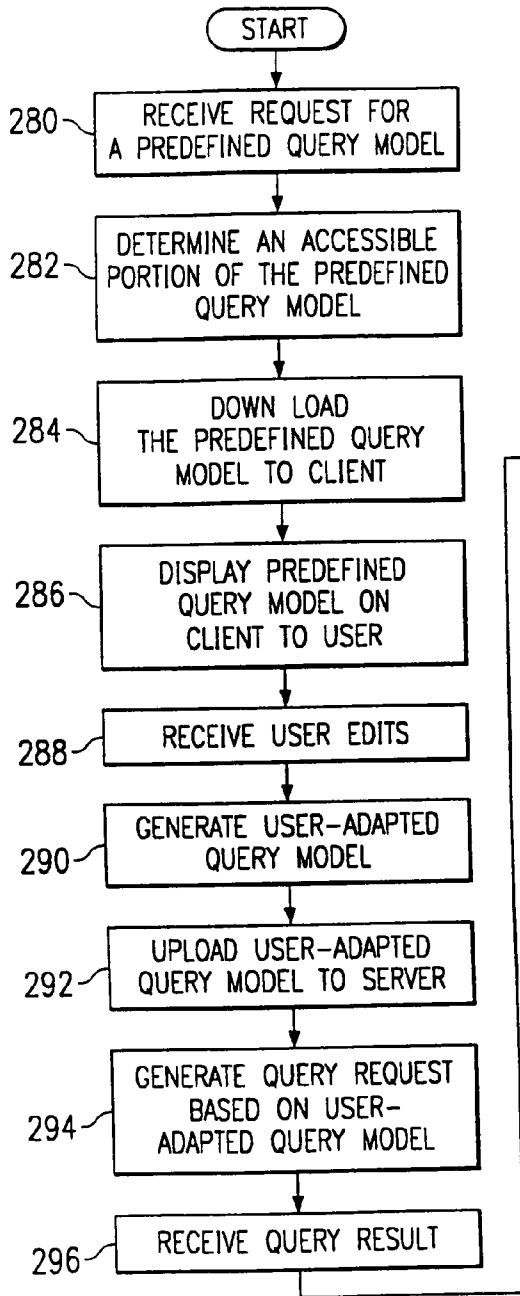 START
280
RECEIVE REQUEST FOR
A PREDEFINED QUERY MODEL
282
DETERMINE AN ACCESSIBLE
PORTION OF THE PREDEFINED
QUERY MODEL
284
DOWN LOAD
THE PREDEFINED QUERY
MODEL TO CLIENT
286
DISPLAY PREDEFINED
QUERY MODEL ON
CLIENT TO USER
288
RECEIVE USER EDITS
290
GENERATE USER-ADAPTED
QUERY MODEL
292
UPLOAD USER-ADAPTED
QUERY MODEL TO SERVER
294
GENERATE QUERY REQUEST
BASED ON USER-
ADAPTED QUERY MODEL
296
RECEIVE QUERY RESULT